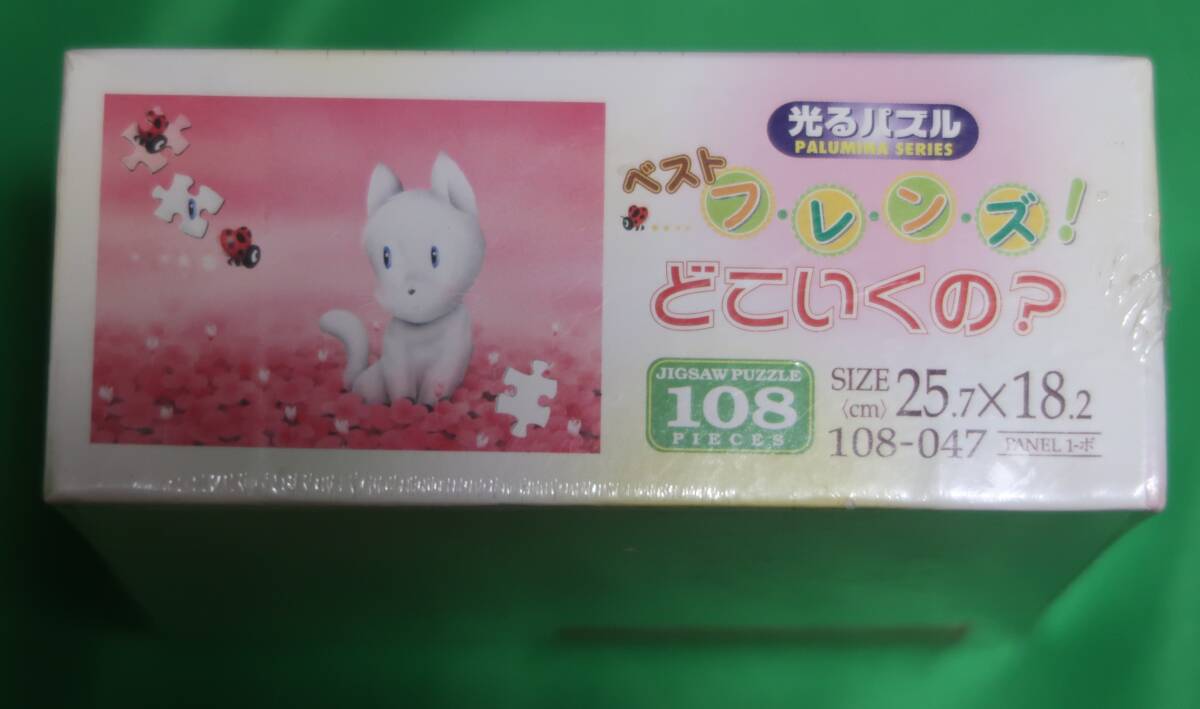 光るパズル
PALUMINA SERIES
ベスト
フ・レ・ン・ズ!
どこいくの?
JIGSAW PUZZLE
108
PIECES
SIZE
〈cm〉 25.7×18.2
108-047 PANEL 1-ボ